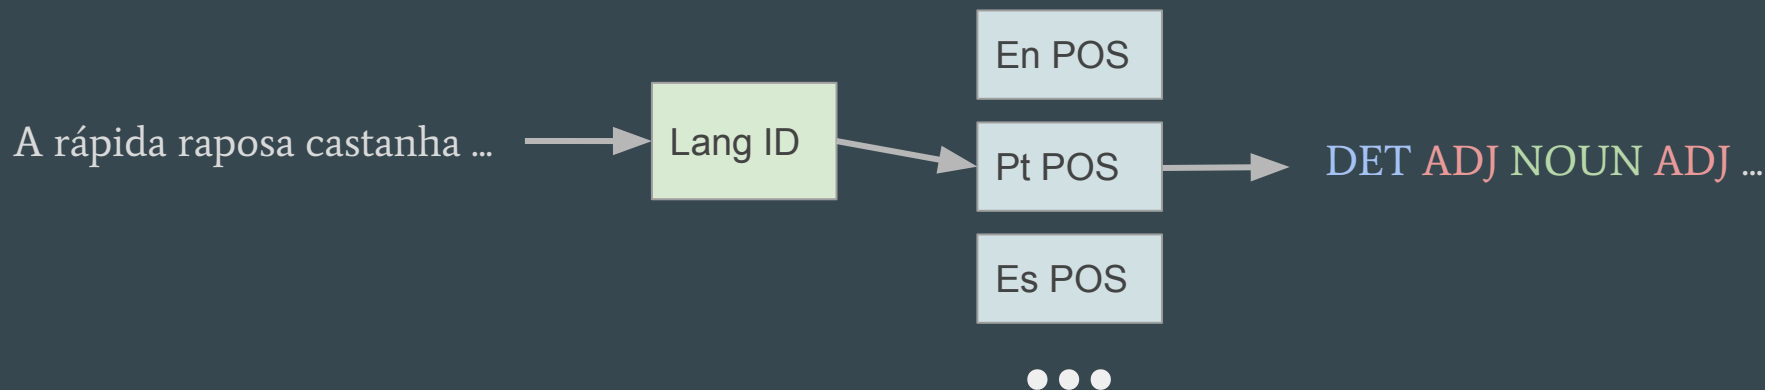 A rápida raposa castanha ...
Lang ID
En POS
Pt POS
Es POS
DET ADJ NOUN ADJ ...